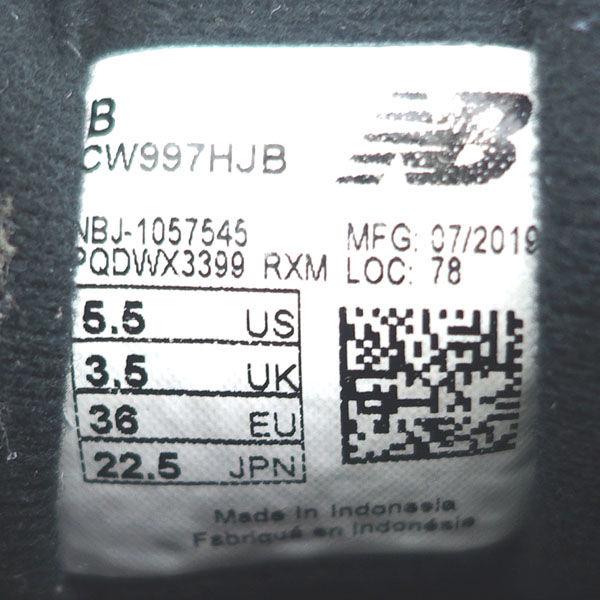 B
CW997HJB
NB
NBJ-1057545
PQDWX3399 RXM
MFG: 07/2019
LOC: 78
5.5 US
3.5 UK
36 EU
22.5 JPN
Made in Indonesia
Fabriqué en Indonésie